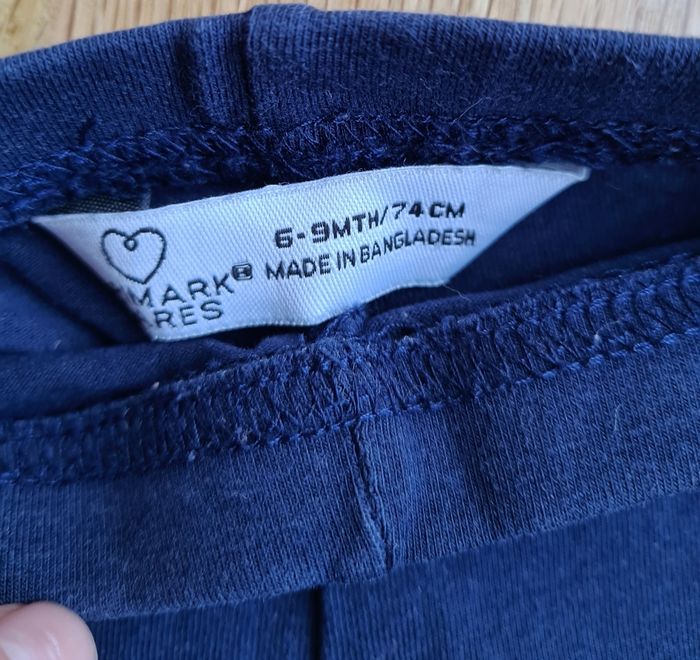 6-9MTH/74 CM
MADE IN BANGLADESH
MARK®
RES